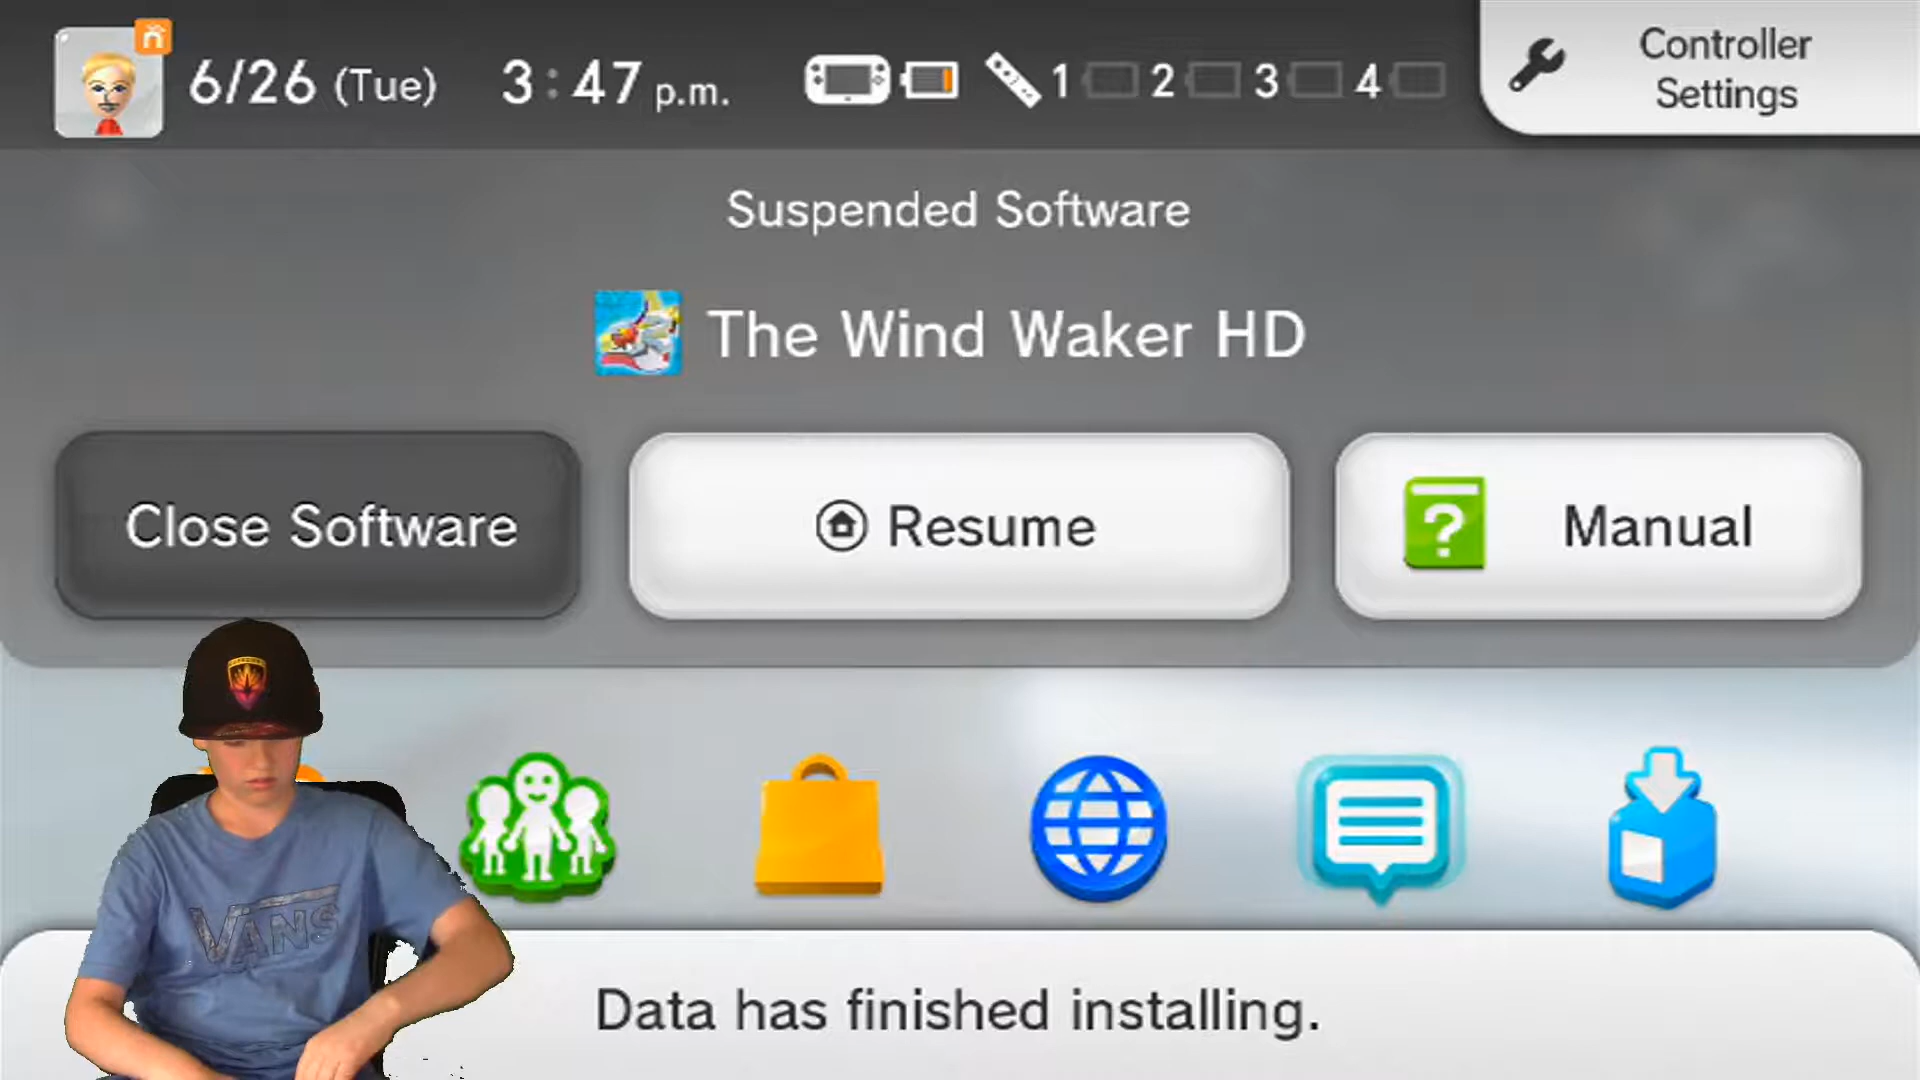 6/26 (Tue) 3:47 p.m. 1 2 3 4
Controller
Settings
Suspended Software
The Wind Waker HD
Close Software
Resume
? Manual
VANS
Data has finished installing.